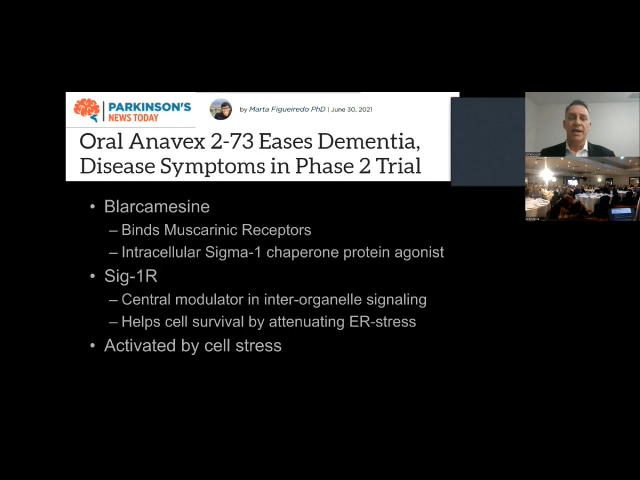 PARKINSON'S
NEWS TODAY
by Marta Figueiredo PhD | June 30, 2021
Oral Anavex 2-73 Eases Dementia,
Disease Symptoms in Phase 2 Trial
• Blarcamesine
– Binds Muscarinic Receptors
– Intracellular Sigma-1 chaperone protein agonist
• Sig-1R
– Central modulator in inter-organelle signaling
– Helps cell survival by attenuating ER-stress
• Activated by cell stress